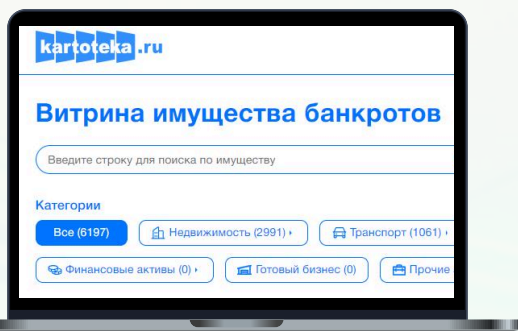 kartoteka.ru
Витрина имущества банкротов
Введите строку для поиска по имуществу
Категории
Все (6197) Недвижимость (2991) Транспорт (1061)
Финансовые активы (0) Готовый бизнес (0) Прочие